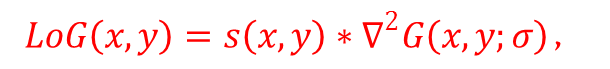 LoG(x, y) = s(x, y) ∗ ∇²G(x, y; σ) ,